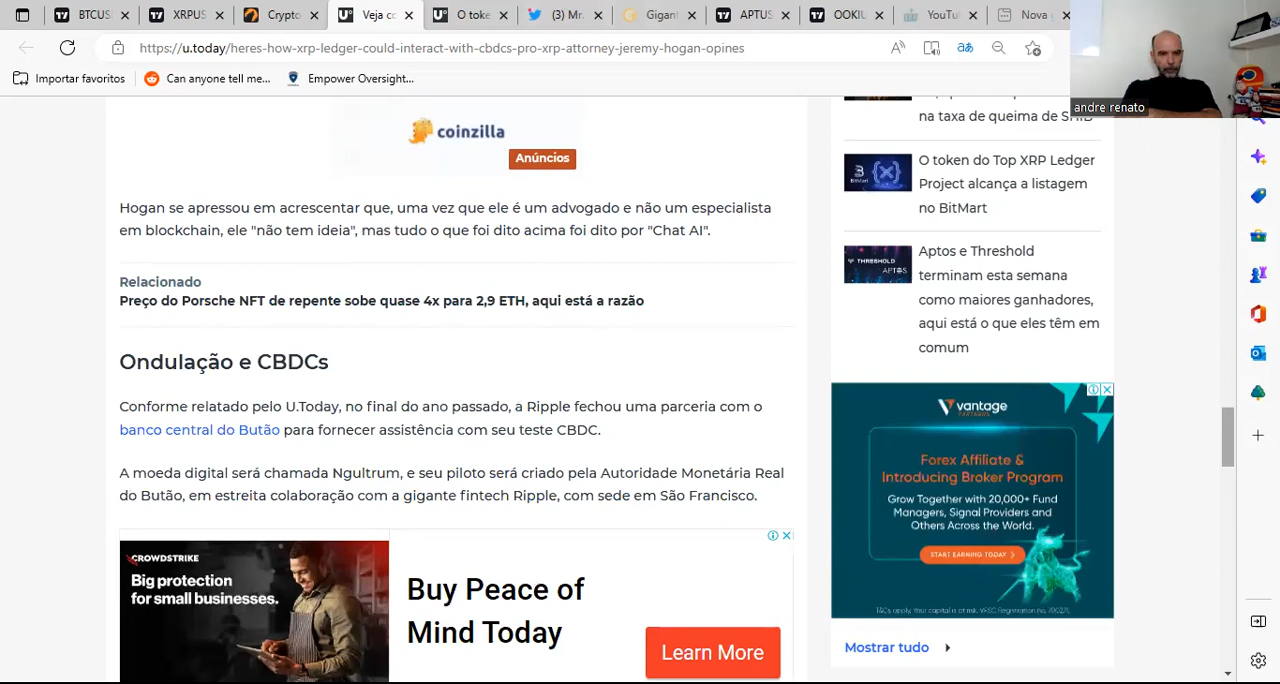 BTCUS
XRPUS
Crypto
Veja co
O toke
(3) Mr.
Gigant
APTUS
OOKIU
YouTu
Nova g
https://u.today/heres-how-xrp-ledger-could-interact-with-cbdcs-pro-xrp-attorney-jeremy-hogan-opines
Importar favoritos
Can anyone tell me...
Empower Oversight...
andre renato
coinzilla
Anúncios
Hogan se apressou em acrescentar que, uma vez que ele é um advogado e não um especialista
em blockchain, ele "não tem ideia", mas tudo o que foi dito acima foi dito por "Chat AI".
Relacionado
Preço do Porsche NFT de repente sobe quase 4x para 2,9 ETH, aqui está a razão
Ondulação e CBDCs
Conforme relatado pelo U.Today, no final do ano passado, a Ripple fechou uma parceria com o
banco central do Butão para fornecer assistência com seu teste CBDC.
A moeda digital será chamada Ngultrum, e seu piloto será criado pela Autoridade Monetária Real
do Butão, em estreita colaboração com a gigante fintech Ripple, com sede em São Francisco.
CROWDSTRIKE
Big protection
for small businesses.
Buy Peace of
Mind Today
Learn More
na taxa de queima de SHIB
BitMart
O token do Top XRP Ledger
Project alcança a listagem
no BitMart
THRESHOLD
APTOS
Aptos e Threshold
terminam esta semana
como maiores ganhadores,
aqui está o que eles têm em
comum
vantage
PARTNERS
Forex Affiliate &
Introducing Broker Program
Grow Together with 20,000+ Fund
Managers, Signal Providers and
Others Across the World.
START EARNING TODAY >
Mostrar tudo